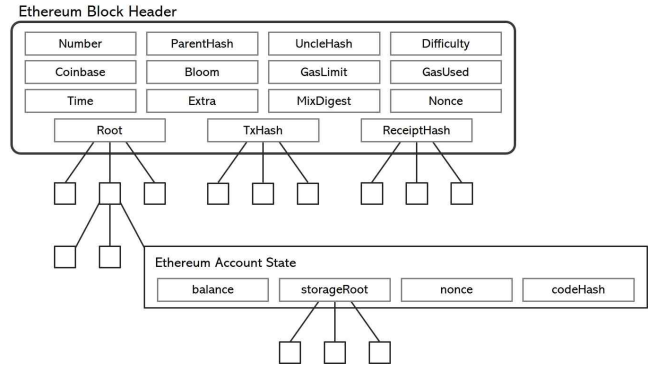 Ethereum Block Header
Number ParentHash UncleHash Difficulty
Coinbase Bloom GasLimit GasUsed
Time Extra MixDigest Nonce
Root TxHash ReceiptHash
Ethereum Account State
balance storageRoot nonce codeHash